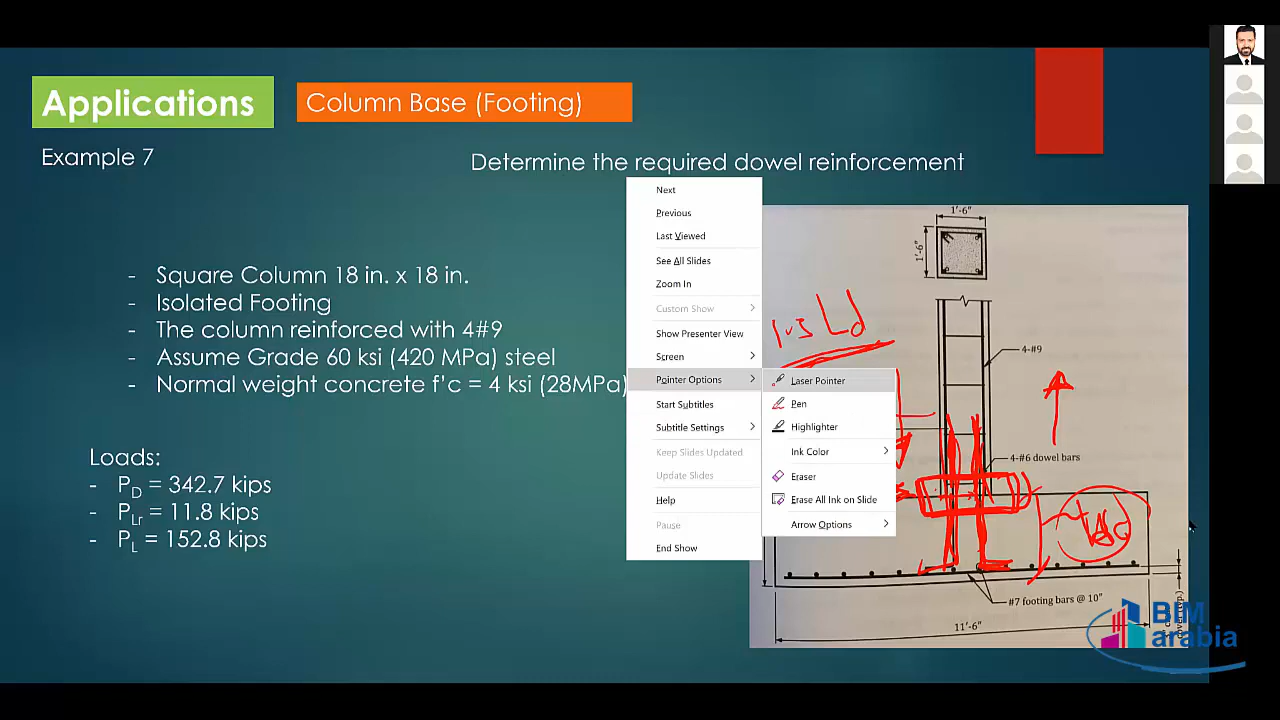 Applications
Column Base (Footing)
Example 7
Determine the required dowel reinforcement
- Square Column 18 in. x 18 in.
- Isolated Footing
- The column reinforced with 4#9
- Assume Grade 60 ksi (420 MPa) steel
- Normal weight concrete f'c = 4 ksi (28MPa)
Loads:
- PD = 342.7 kips
- PLr = 11.8 kips
- PL = 152.8 kips
Next
Previous
Last Viewed
See All Slides
Zoom In
Custom Show
Show Presenter View
Screen
Pointer Options
Start Subtitles
Subtitle Settings
Keep Slides Updated
Update Slides
Help
Pause
End Show
Laser Pointer
Pen
Highlighter
Ink Color
Eraser
Erase All Ink on Slide
Arrow Options
1'-6"
1'-6"
1.3 Ld
4-#9
4-#6 dowel bars
#7 footing bars @ 10"
11'-6"
BIM
arabia